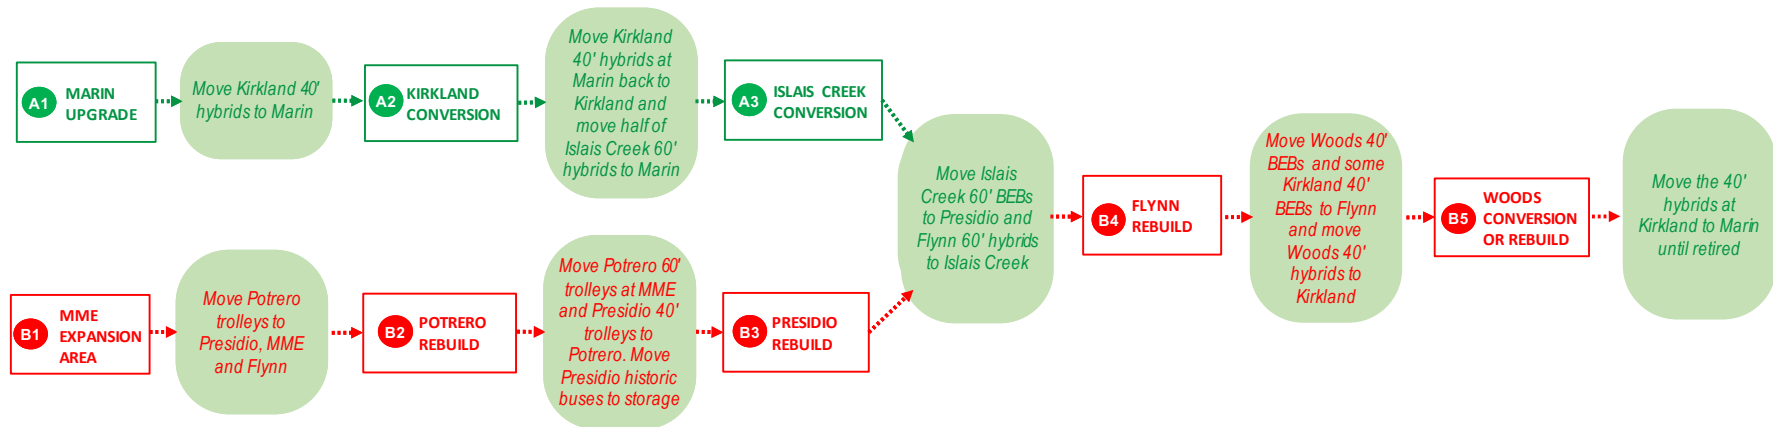 A1
MARIN
UPGRADE
Move Kirkland 40'
hybrids to Marin
A2
KIRKLAND
CONVERSION
Move Kirkland
40' hybrids at
Marin back to
Kirkland and
move half of
Islais Creek 60'
hybrids to Marin
A3
ISLAIS CREEK
CONVERSION
B1
MME
EXPANSION
AREA
Move Potrero
trolleys to
Presidio, MME
and Flynn
B2
POTRERO
REBUILD
Move Potrero 60'
trolleys at MME
and Presidio 40'
trolleys to
Potrero. Move
Presidio historic
buses to storage
B3
PRESIDIO
REBUILD
Move Islais
Creek 60' BEBs
to Presidio and
Flynn 60' hybrids
to Islais Creek
B4
FLYNN
REBUILD
Move Woods 40'
BEBs and some
Kirkland 40'
BEBs to Flynn
and move
Woods 40'
hybrids to
Kirkland
B5
WOODS
CONVERSION
OR REBUILD
Move the 40'
hybrids at
Kirkland to Marin
until retired